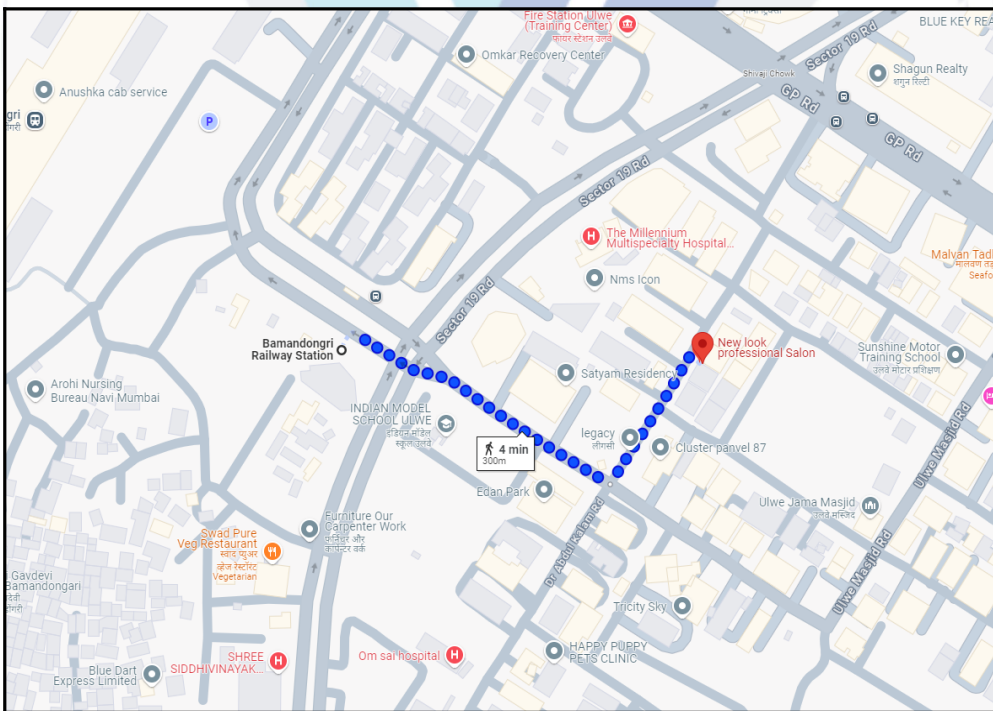 Fire Station Ulwe
(Training Center)
फायर स्टेशन उलवे
Sector 19 Rd
BLUE KEY REA
Omkar Recovery Center
Shivaji Chowk
Shagun Realty
शगुन रिल्टी
Anushka cab service
GP Rd
gri
गरी
P
GP Rd
Sector 19 Rd
The Millennium
Multispecialty Hospital...
Malvan Tad
Seafo
Nms Icon
Sector 19 Rd
Bamandongri
Railway Station
New look
professional Salon
Sunshine Motor
Training School
उलवे मोटार प्रशिक्षण
Satyam Residency
Arohi Nursing
Bureau Navi Mumbai
INDIAN MODEL
SCHOOL ULWE
इंडियन मॉडेल
स्कूल उलवे
legacy
लीगसी
Cluster panvel 87
4 min
300m
Ulwe Masjid Rd
Edan Park
Dr Abdul Kalam Rd
Ulwe Jama Masjid
उलवे मस्जिद
Furniture Our
Carpenter Work
फर्निचर और
कारपेंटर वर्क
Swad Pure
Veg Restaurant
स्वाद प्युअर
व्हेज रेस्टॉरंट
Vegetarian
Ulwe Masjid Rd
i Gavdevi
Bamandongari
Tricity Sky
HAPPY PUPPY
PETS CLINIC
SHREE
SIDDHIVINAYAK...
Om sai hospital
Blue Dart
Express Limited